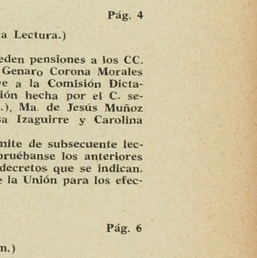 Pág. 4
a Lectura.)
eden pensiones a los CC.
Genaro Corona Morales
e a la Comisión Dicta-
ión hecha por el C. se-
.), Ma. de Jesús Muñoz
a Izaguirre y Carolina
mite de subsecuente lec-
pruébanse los anteriores
decretos que se indican.
e la Unión para los efec-
Pág. 6
n.)